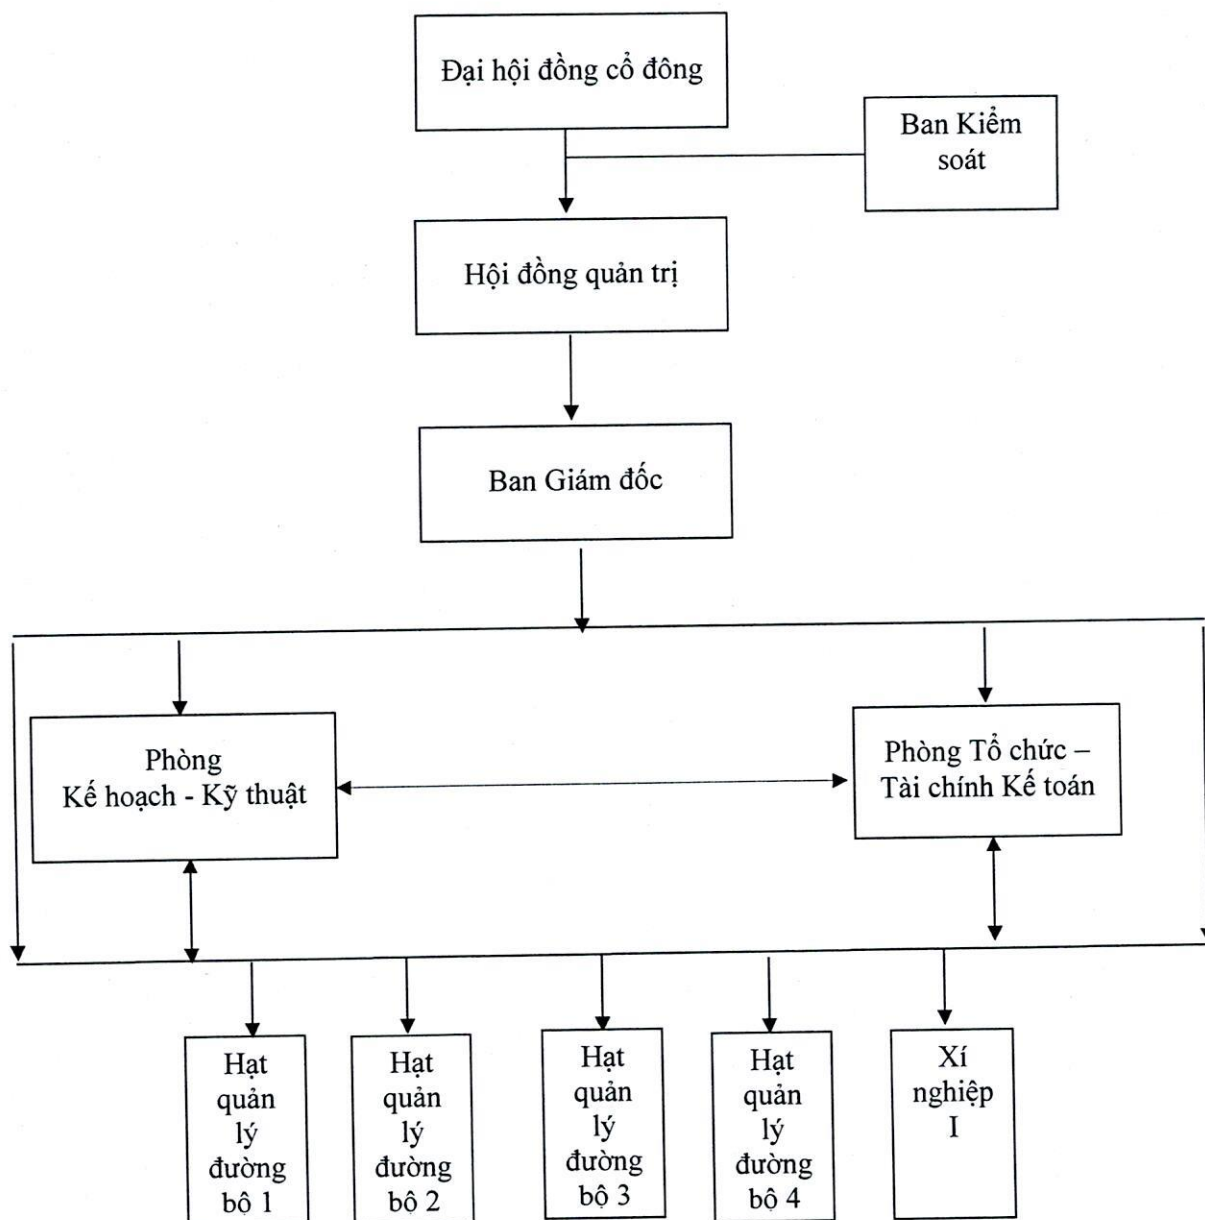 Đại hội đồng cổ đông
Ban Kiểm
soát
Hội đồng quản trị
Ban Giám đốc
Phòng
Kế hoạch - Kỹ thuật
Phòng Tổ chức –
Tài chính Kế toán
Hạt
quản
lý
đường
bộ 1
Hạt
quản
lý
đường
bộ 2
Hạt
quản
lý
đường
bộ 3
Hạt
quản
lý
đường
bộ 4
Xí
nghiệp
I